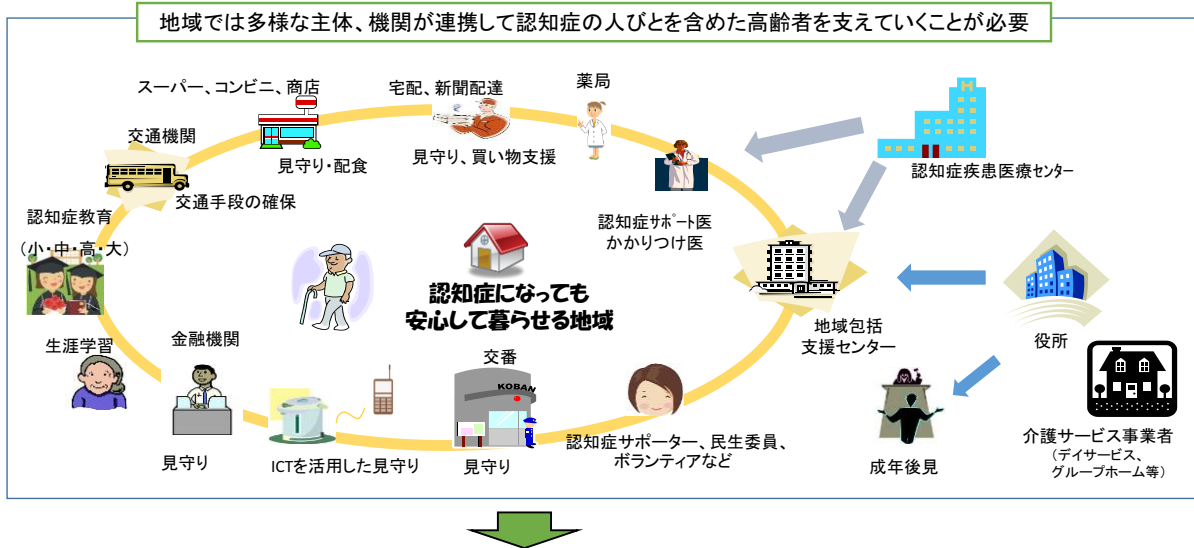 地域では多様な主体、機関が連携して認知症の人びとを含めた高齢者を支えていくことが必要
スーパー、コンビニ、商店
見守り・配食
宅配、新聞配達
見守り、買い物支援
薬局
交通機関
交通手段の確保
認知症教育
(小・中・高・大)
認知症サポート医
かかりつけ医
認知症疾患医療センター
認知症になっても
安心して暮らせる地域
地域包括
支援センター
役所
生涯学習
金融機関
見守り
ICTを活用した見守り
交番
KOBAN
見守り
認知症サポーター、民生委員、
ボランティアなど
成年後見
介護サービス事業者
(デイサービス、
グループホーム等)
H